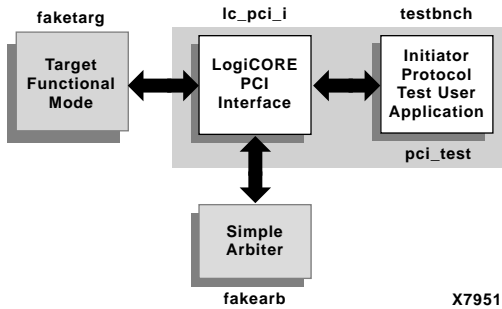 faketarg
lc_pci_i
testbnch
Target
Functional
Mode
LogiCORE
PCI
Interface
Initiator
Protocol
Test User
Application
pci_test
Simple
Arbiter
fakearb
X7951